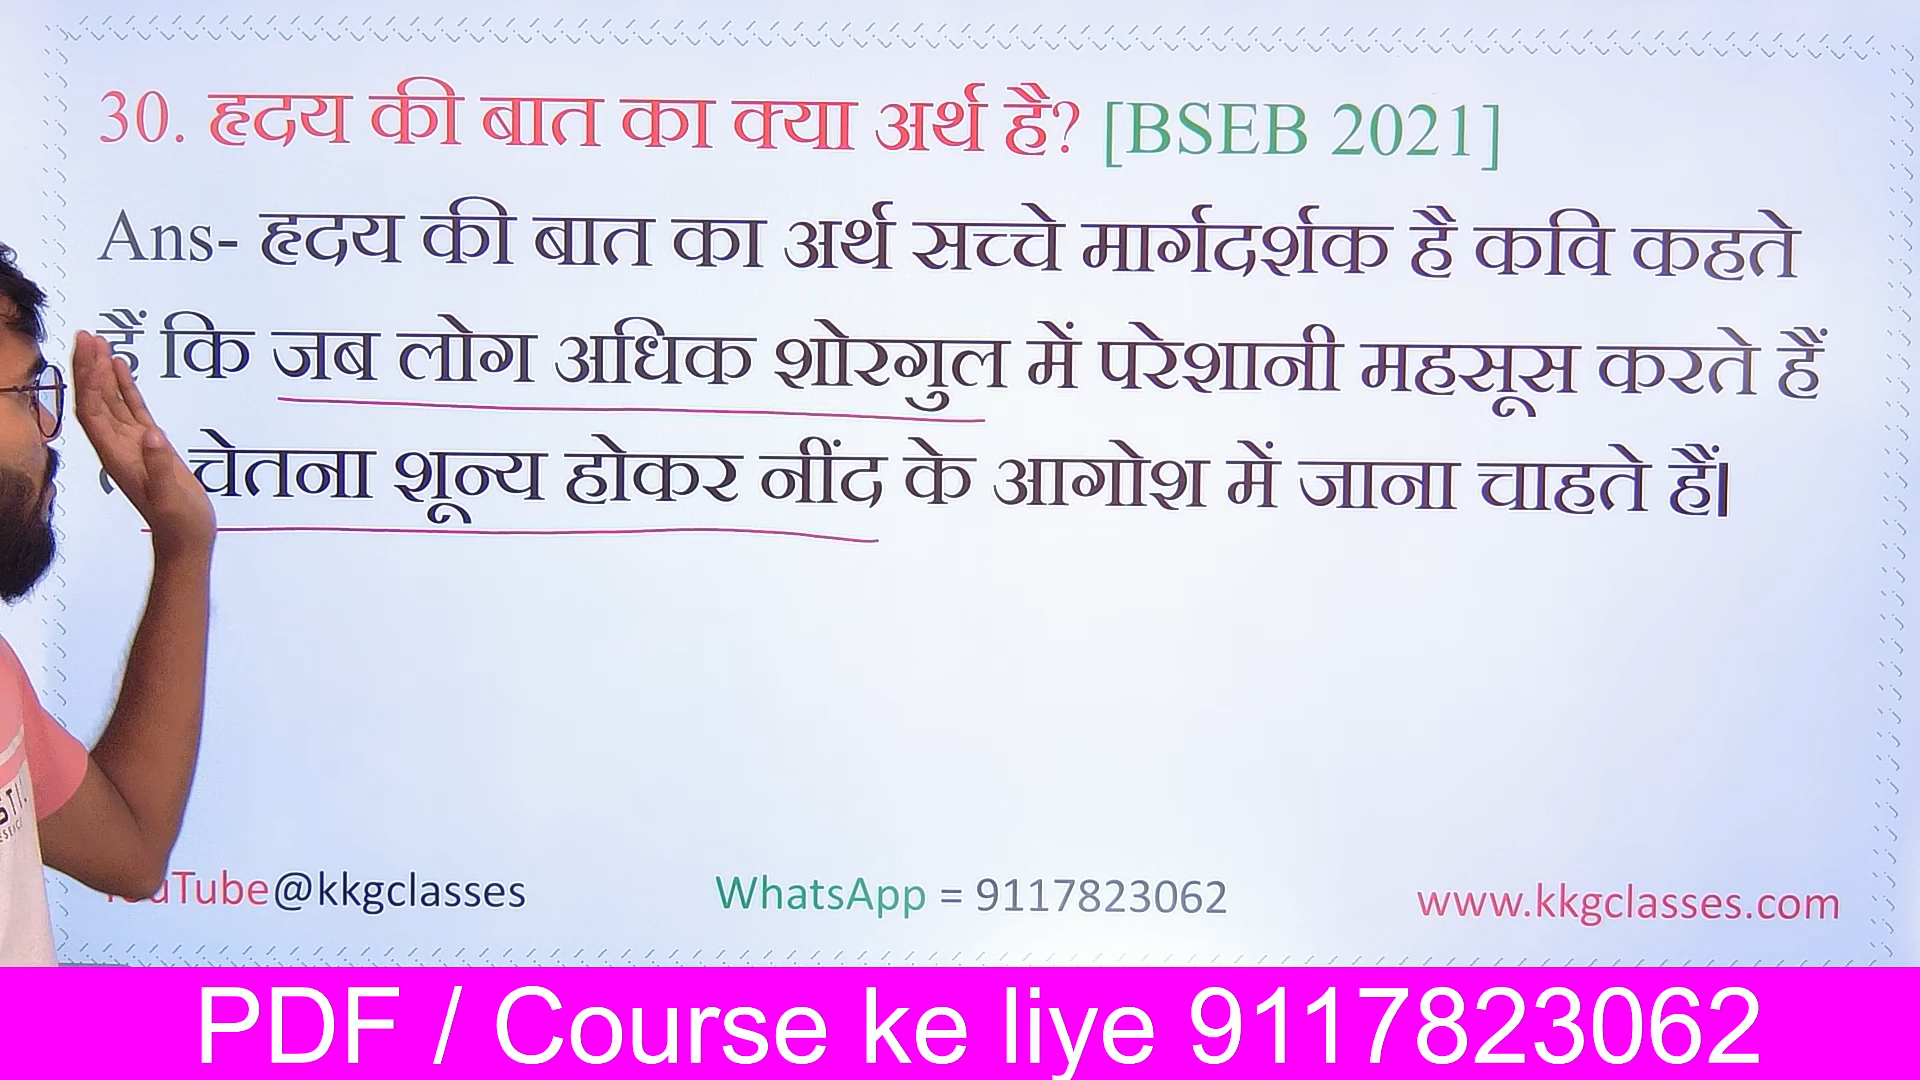 30. हृदय की बात का क्या अर्थ है? [BSEB 2021]
Ans- हृदय की बात का अर्थ सच्चे मार्गदर्शक है कवि कहते
हैं कि जब लोग अधिक शोरगुल में परेशानी महसूस करते हैं
चेतना शून्य होकर नींद के आगोश में जाना चाहते हैं।
YouTube@kkgclasses
WhatsApp = 9117823062
www.kkgclasses.com
PDF / Course ke liye 9117823062